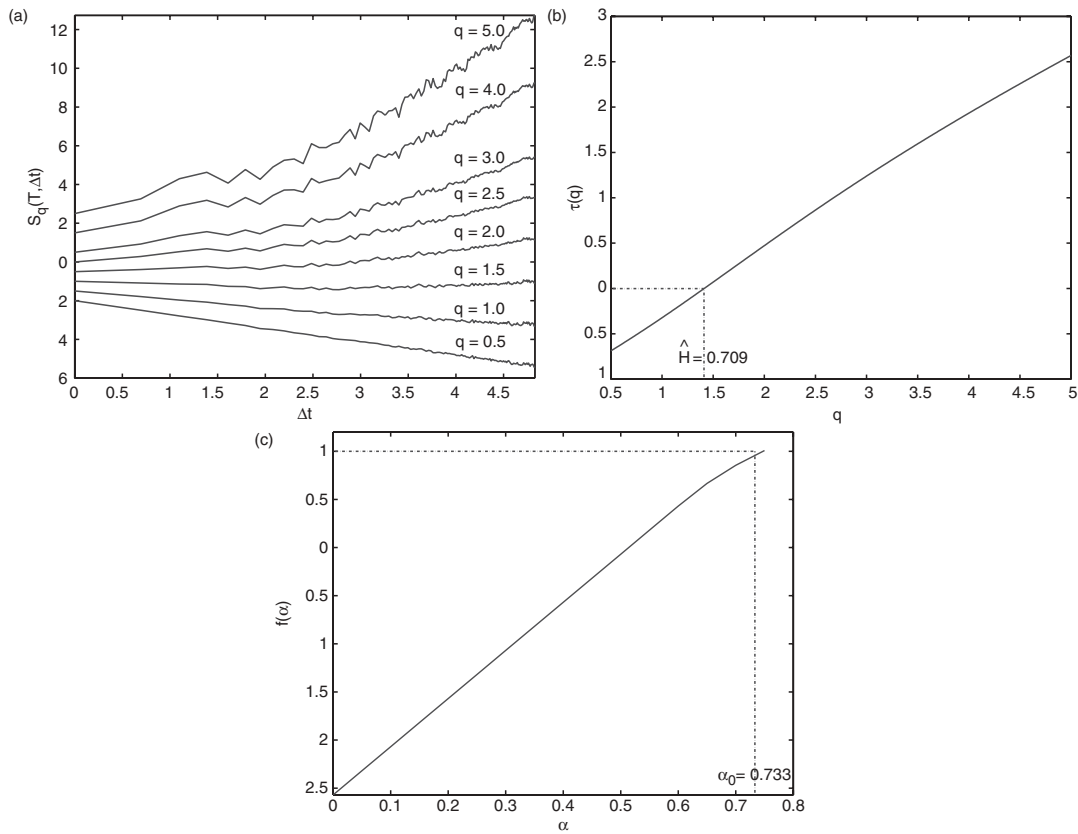 (a)
12
10
8
6
4
2
0
2
4
6
S_q(T,Δt)
q = 5.0
q = 4.0
q = 3.0
q = 2.5
q = 2.0
q = 1.5
q = 1.0
q = 0.5
0 0.5 1 1.5 2 2.5 3 3.5 4 4.5
Δt
(b)
3
2.5
2
1.5
1
0.5
0
0.5
1
τ(q)
Ĥ = 0.709
0.5 1 1.5 2 2.5 3 3.5 4 4.5 5
q
(c)
1
0.5
0
0.5
1
1.5
2
2.5
f(α)
α₀= 0.733
0 0.1 0.2 0.3 0.4 0.5 0.6 0.7 0.8
α